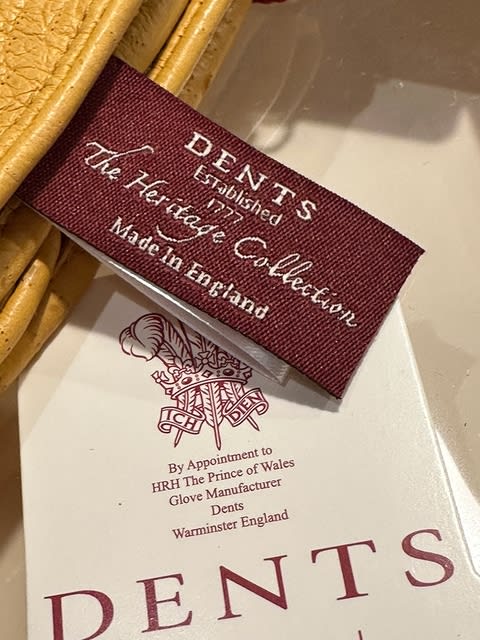 DENTS
Established
1777
The Heritage Collection
Made In England
ICH DIEN
By Appointment to
HRH The Prince of Wales
Glove Manufacturer
Dents
Warminster England
DENTS